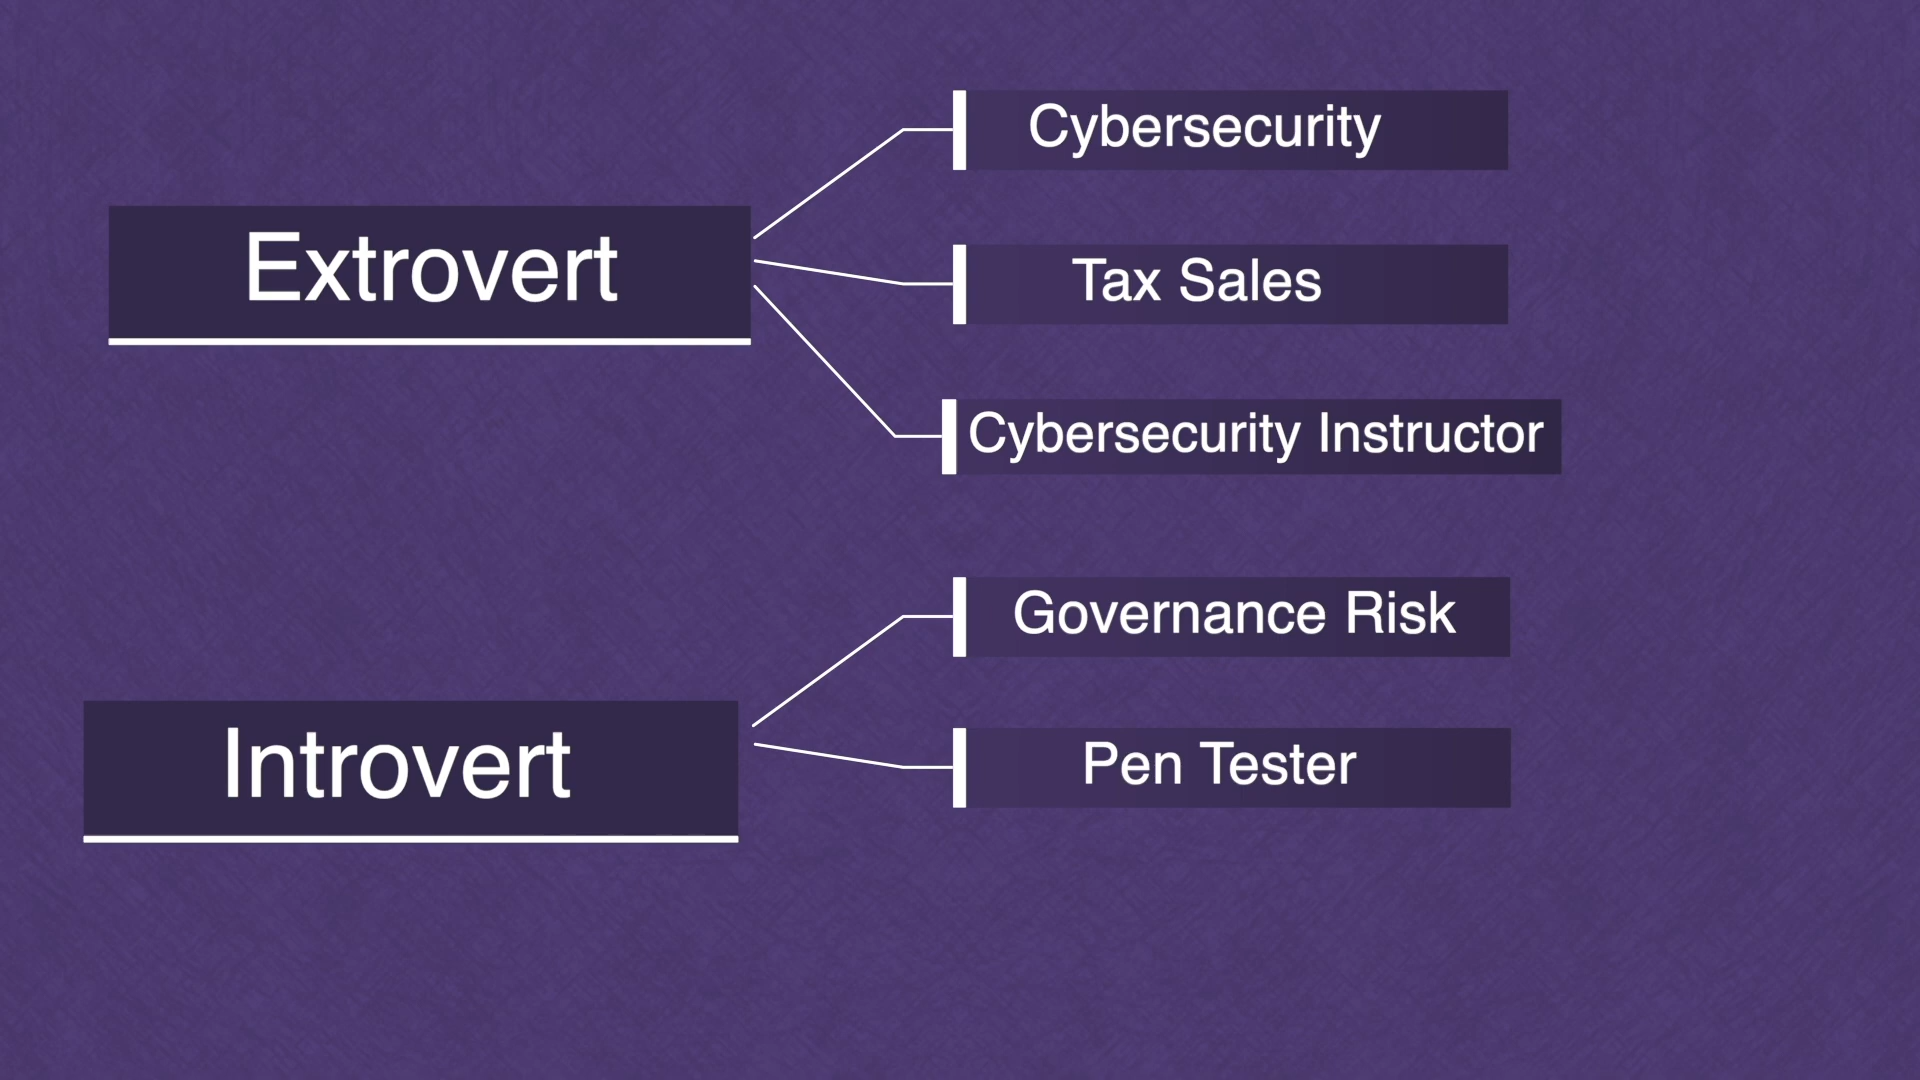 Extrovert
Cybersecurity
Tax Sales
Cybersecurity Instructor
Introvert
Governance Risk
Pen Tester